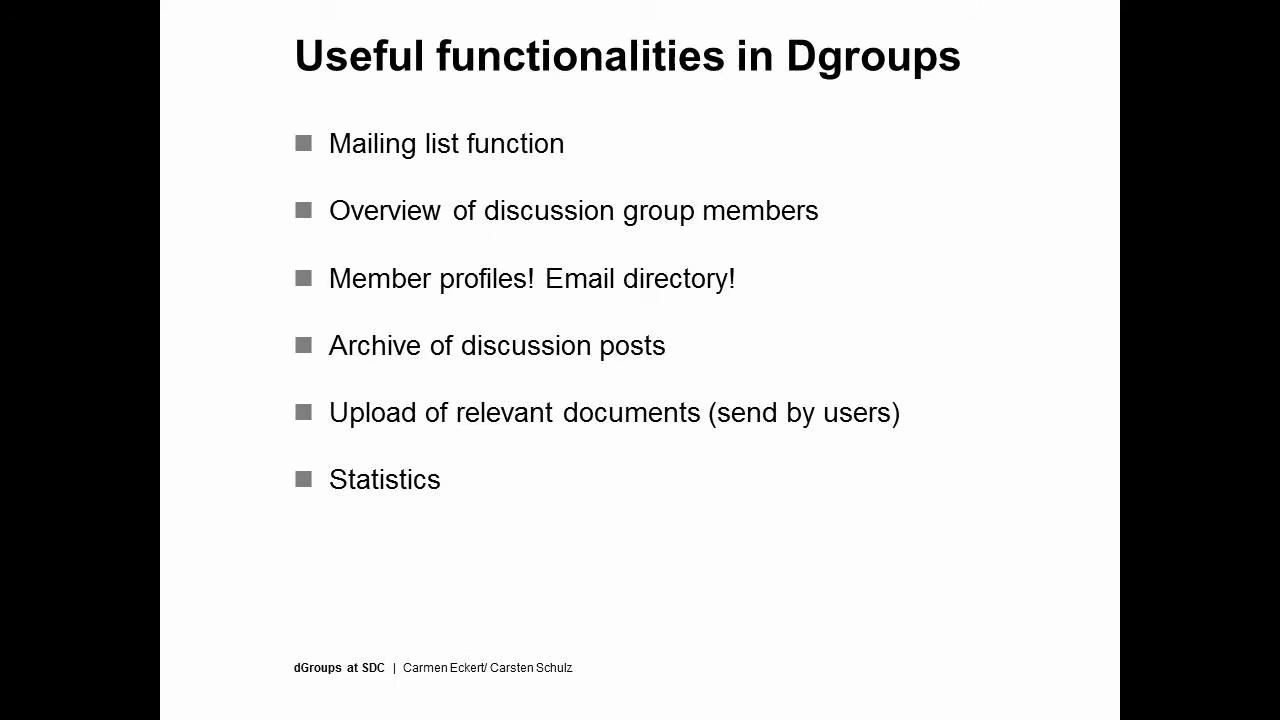 Useful functionalities in Dgroups
Mailing list function
Overview of discussion group members
Member profiles! Email directory!
Archive of discussion posts
Upload of relevant documents (send by users)
Statistics
dGroups at SDC | Carmen Eckert/ Carsten Schulz